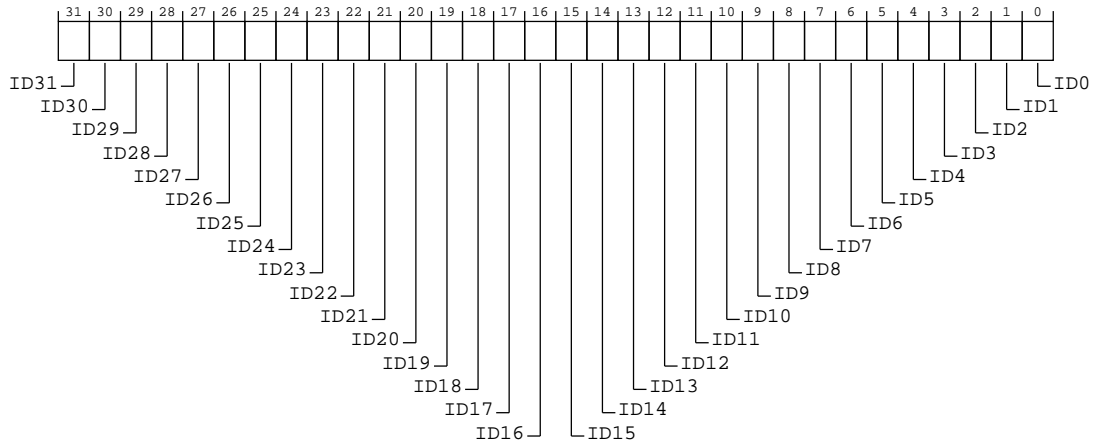 31 30 29 28 27 26 25 24 23 22 21 20 19 18 17 16 15 14 13 12 11 10 9 8 7 6 5 4 3 2 1 0
ID31 ID0
ID30 ID1
ID29 ID2
ID28 ID3
ID27 ID4
ID26 ID5
ID25 ID6
ID24 ID7
ID23 ID8
ID22 ID9
ID21 ID10
ID20 ID11
ID19 ID12
ID18 ID13
ID17 ID14
ID16 ID15